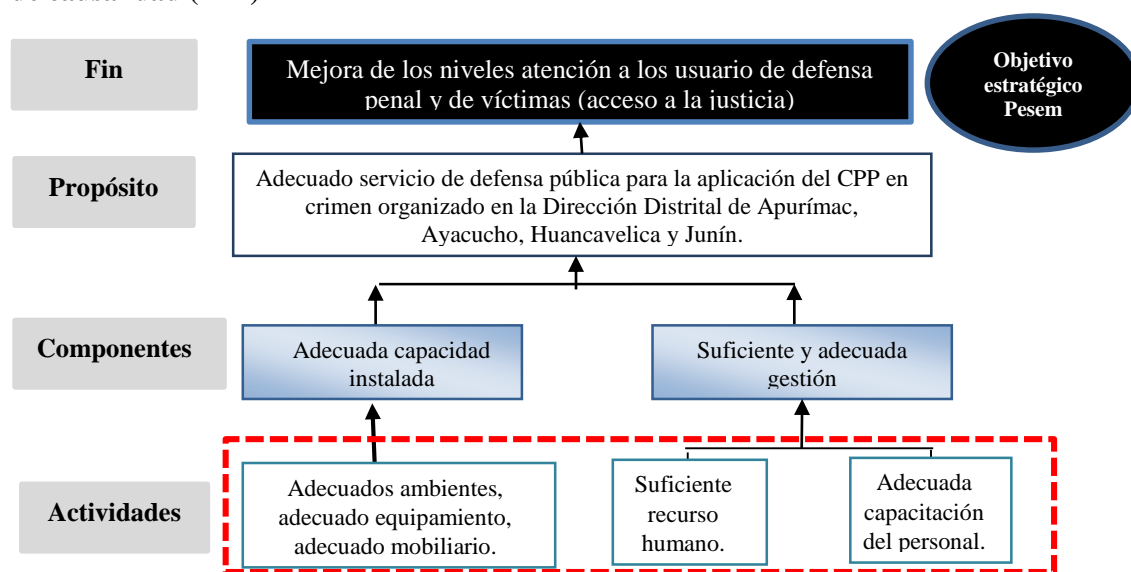 Fin
Mejora de los niveles atención a los usuario de defensa
penal y de víctimas (acceso a la justicia)
Objetivo
estratégico
Pesem
Propósito
Adecuado servicio de defensa pública para la aplicación del CPP en
crimen organizado en la Dirección Distrital de Apurímac,
Ayacucho, Huancavelica y Junín.
Componentes
Adecuada capacidad
instalada
Suficiente y adecuada
gestión
Actividades
Adecuados ambientes,
adecuado equipamiento,
adecuado mobiliario.
Suficiente
recurso
humano.
Adecuada
capacitación
del personal.